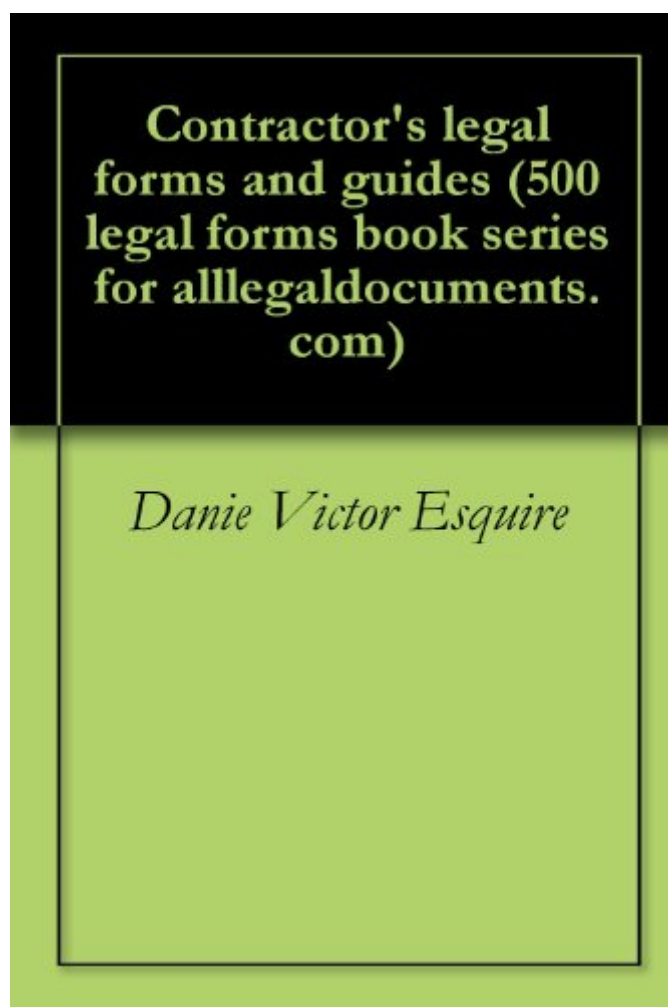 Contractor's legal
forms and guides (500
legal forms book series
for alllegaldocuments.
com)
Danie Victor Esquire